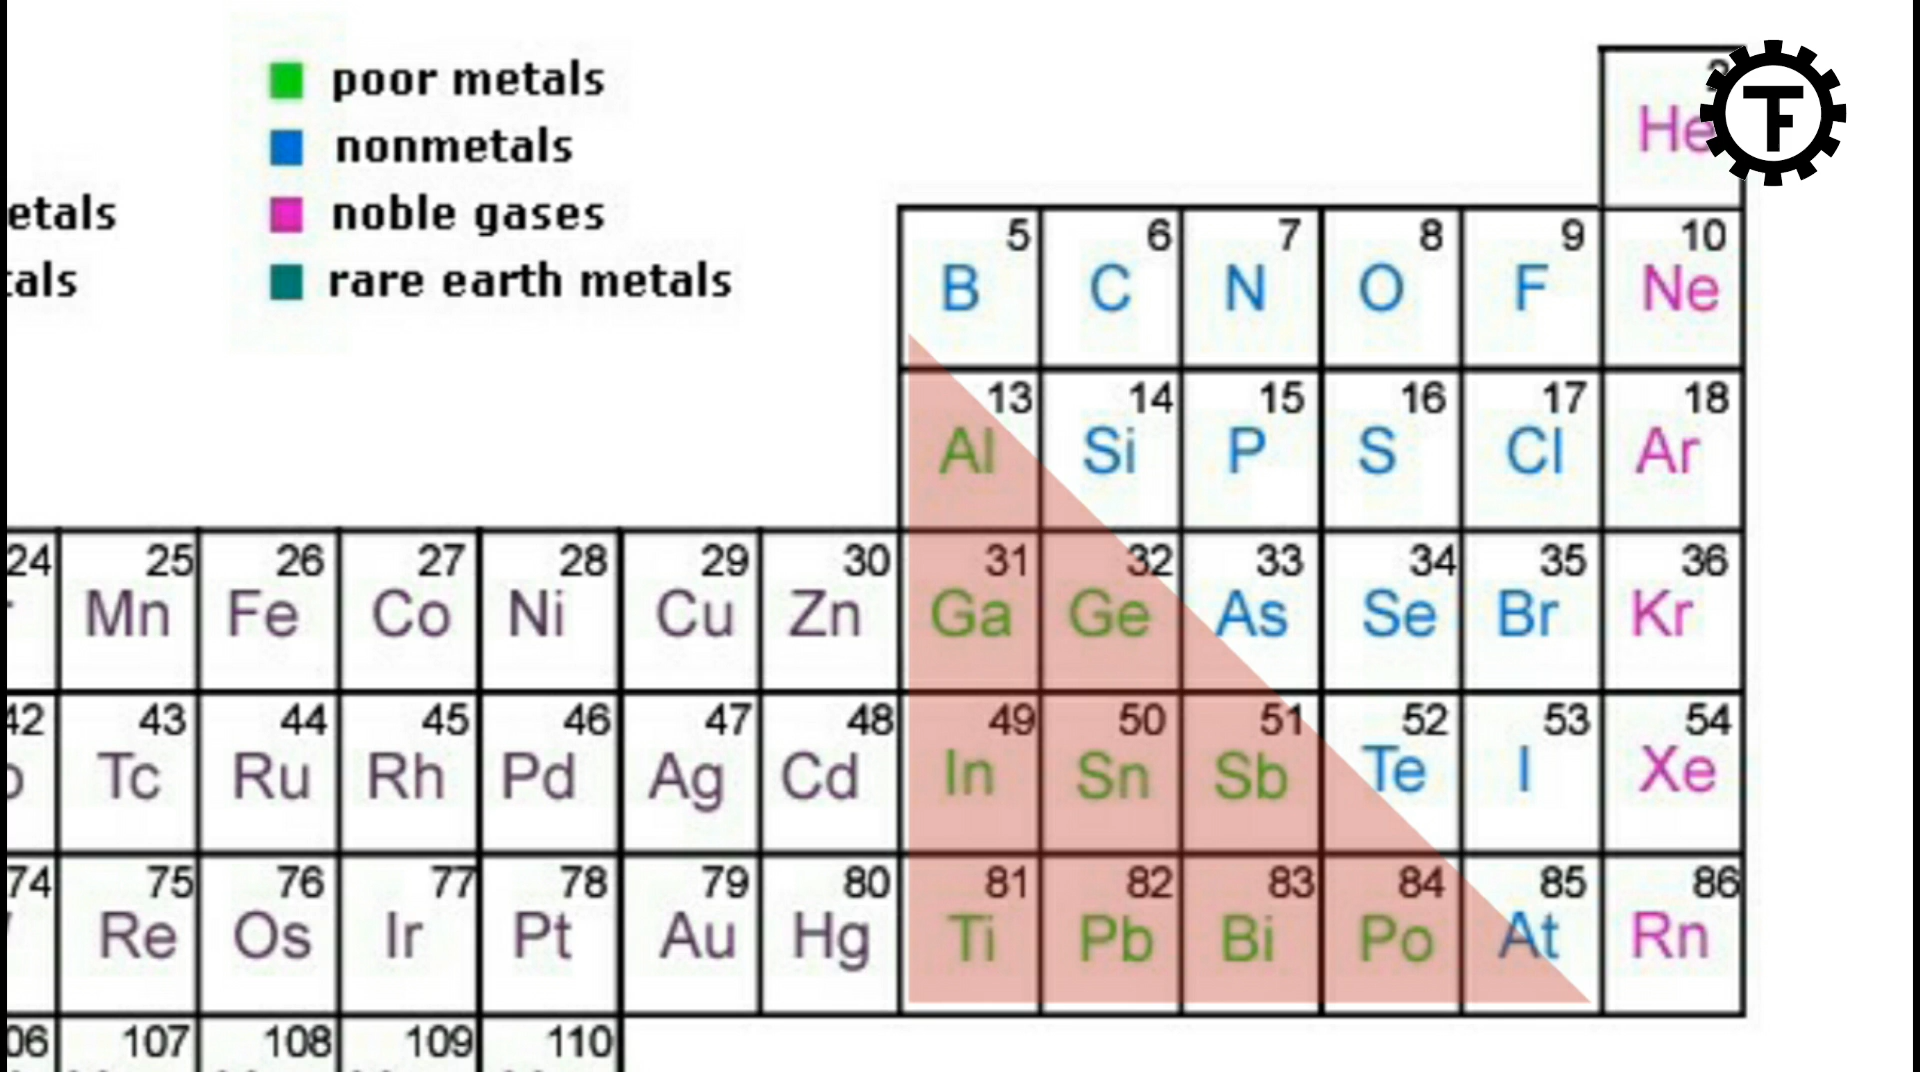 poor metals
nonmetals
etals noble gases
tals rare earth metals
He
5 6 7 8 9 10
B C N O F Ne
13 14 15 16 17 18
Al Si P S Cl Ar
24 25 26 27 28 29 30 31 32 33 34 35 36
Mn Fe Co Ni Cu Zn Ga Ge As Se Br Kr
42 43 44 45 46 47 48 49 50 51 52 53 54
Tc Ru Rh Pd Ag Cd In Sn Sb Te I Xe
74 75 76 77 78 79 80 81 82 83 84 85 86
Re Os Ir Pt Au Hg Ti Pb Bi Po At Rn
06 107 108 109 110